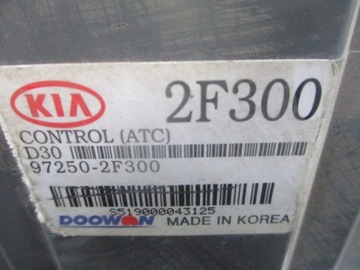 KIA 2F300
CONTROL (ATC)
D30
97250-2F300
S519000043125
DOOWON MADE IN KOREA